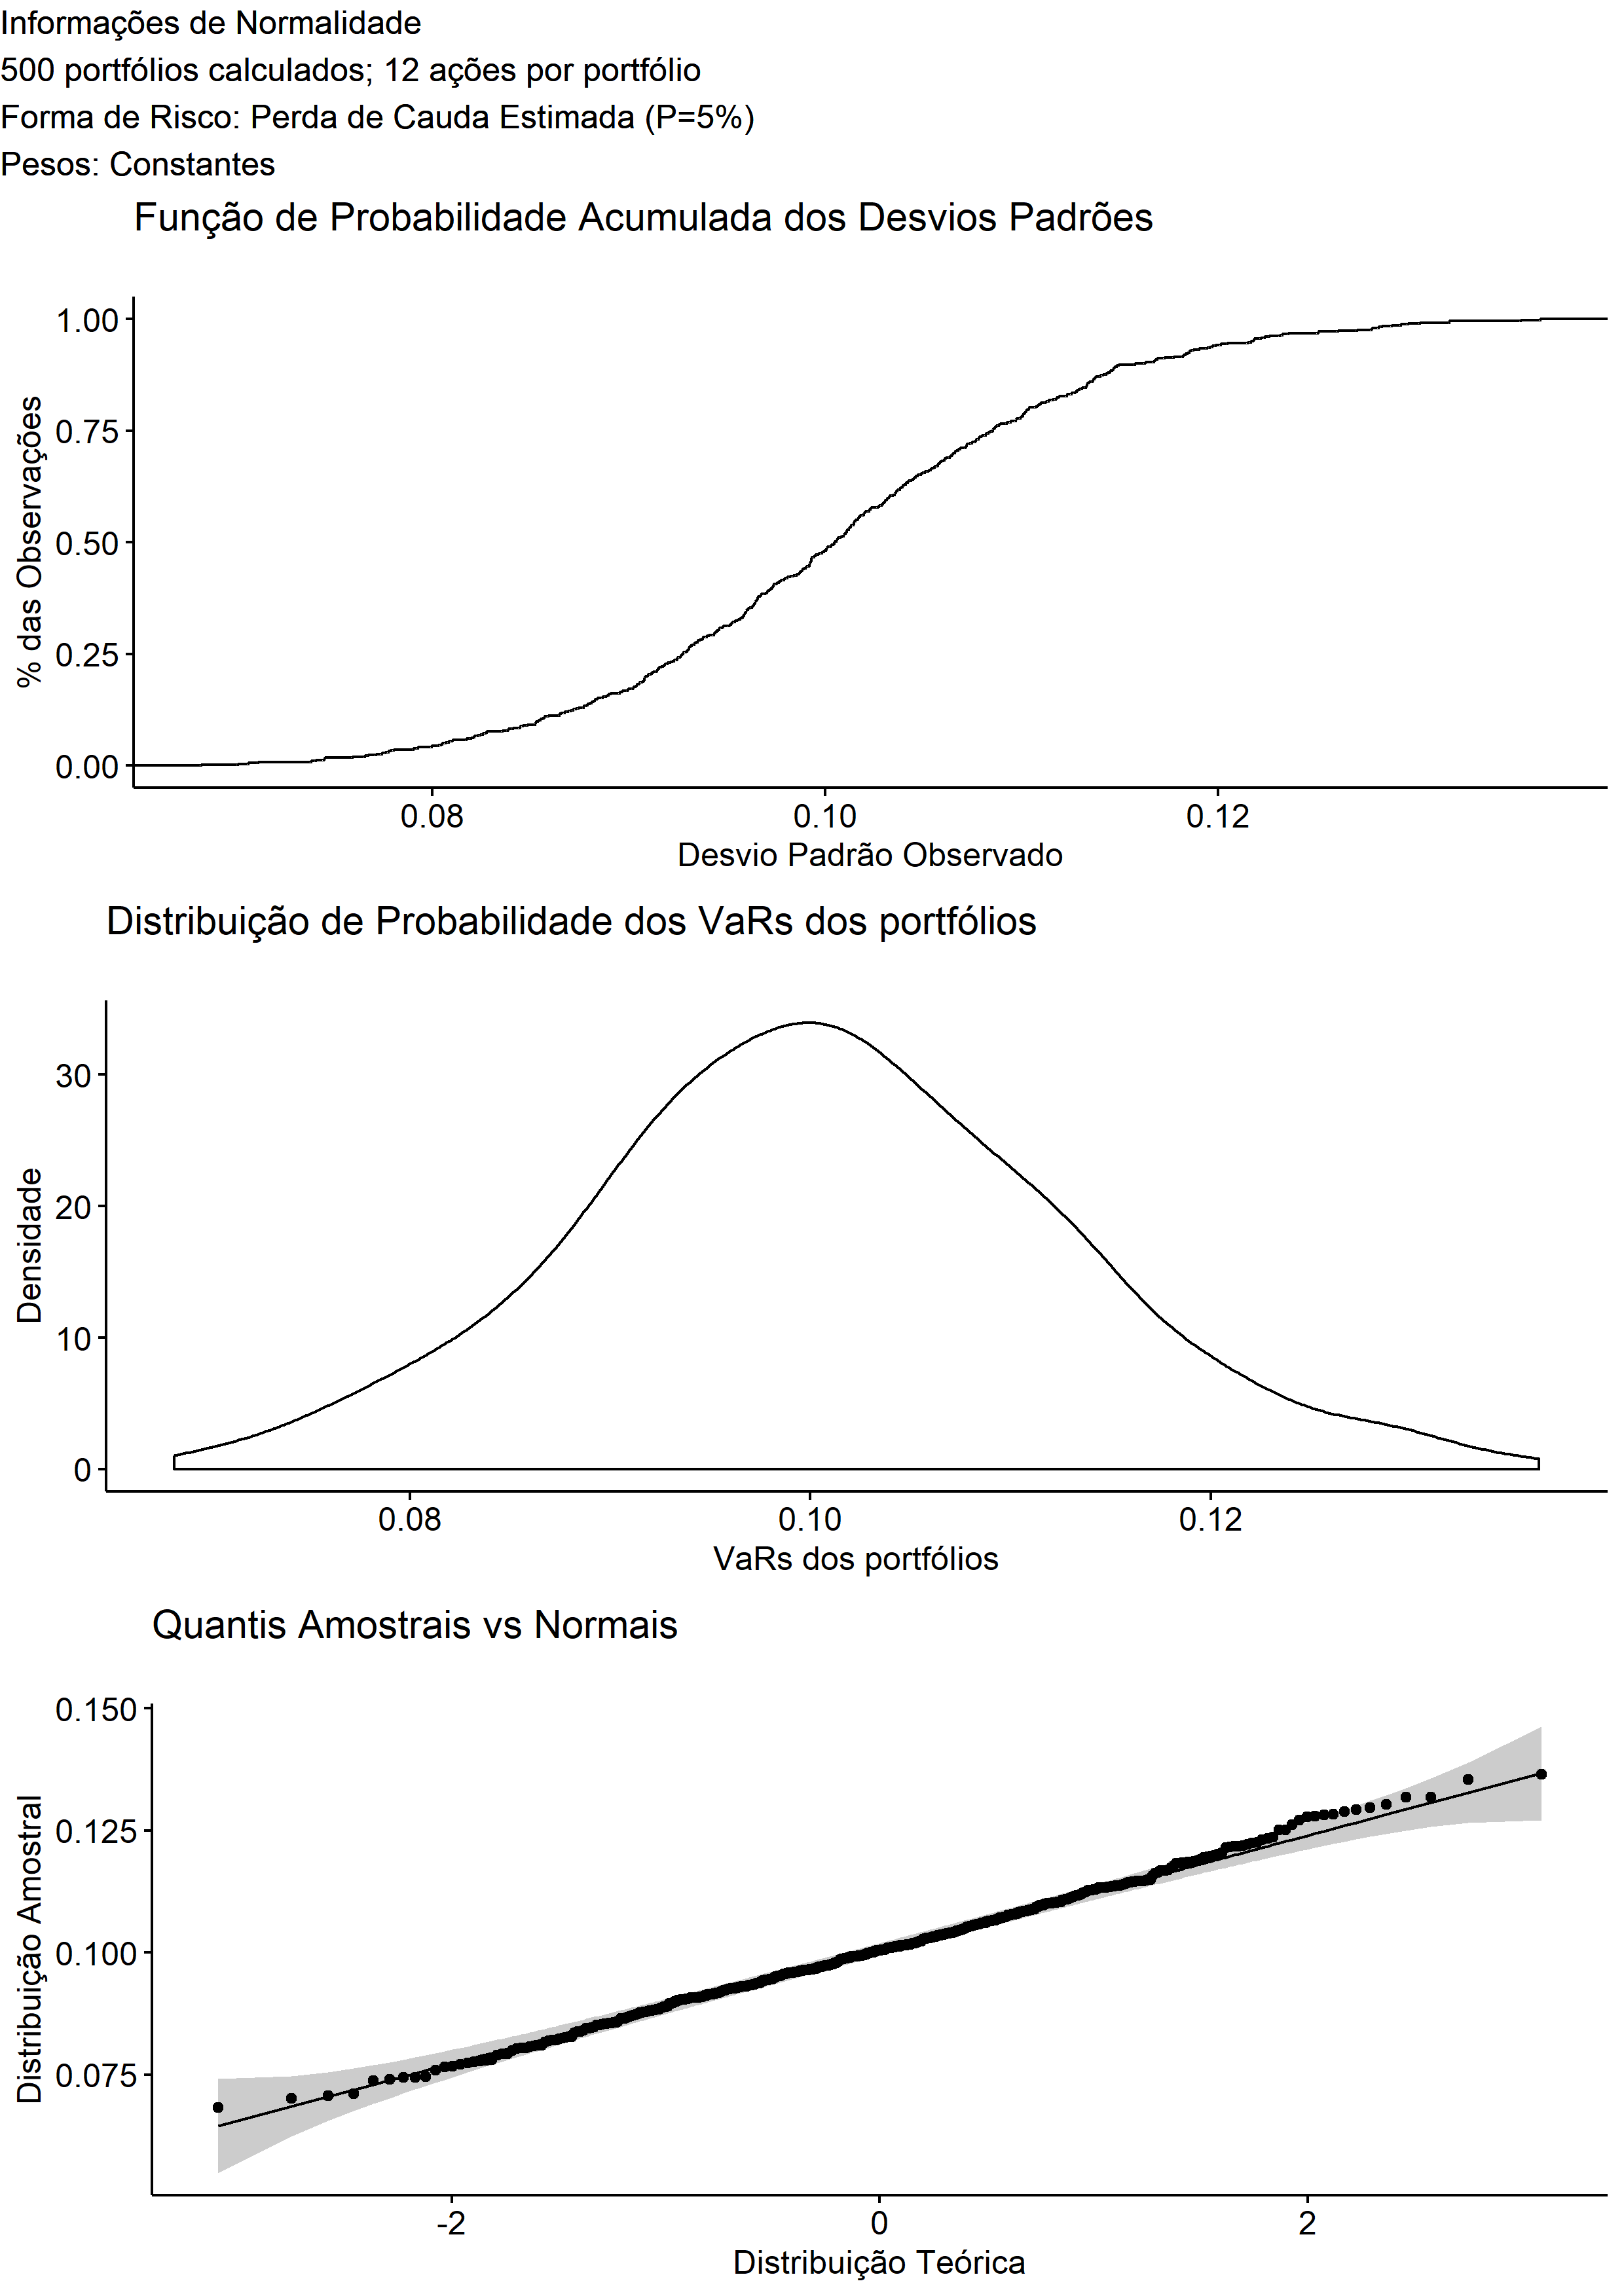 Informações de Normalidade
500 portfólios calculados; 12 ações por portfólio
Forma de Risco: Perda de Cauda Estimada (P=5%)
Pesos: Constantes
Função de Probabilidade Acumulada dos Desvios Padrões
% das Observações
1.00
0.75
0.50
0.25
0.00
0.08 0.10 0.12
Desvio Padrão Observado
Distribuição de Probabilidade dos VaRs dos portfólios
Densidade
30
20
10
0
0.08 0.10 0.12
VaRs dos portfólios
Quantis Amostrais vs Normais
Distribuição Amostral
0.150
0.125
0.100
0.075
-2 0 2
Distribuição Teórica